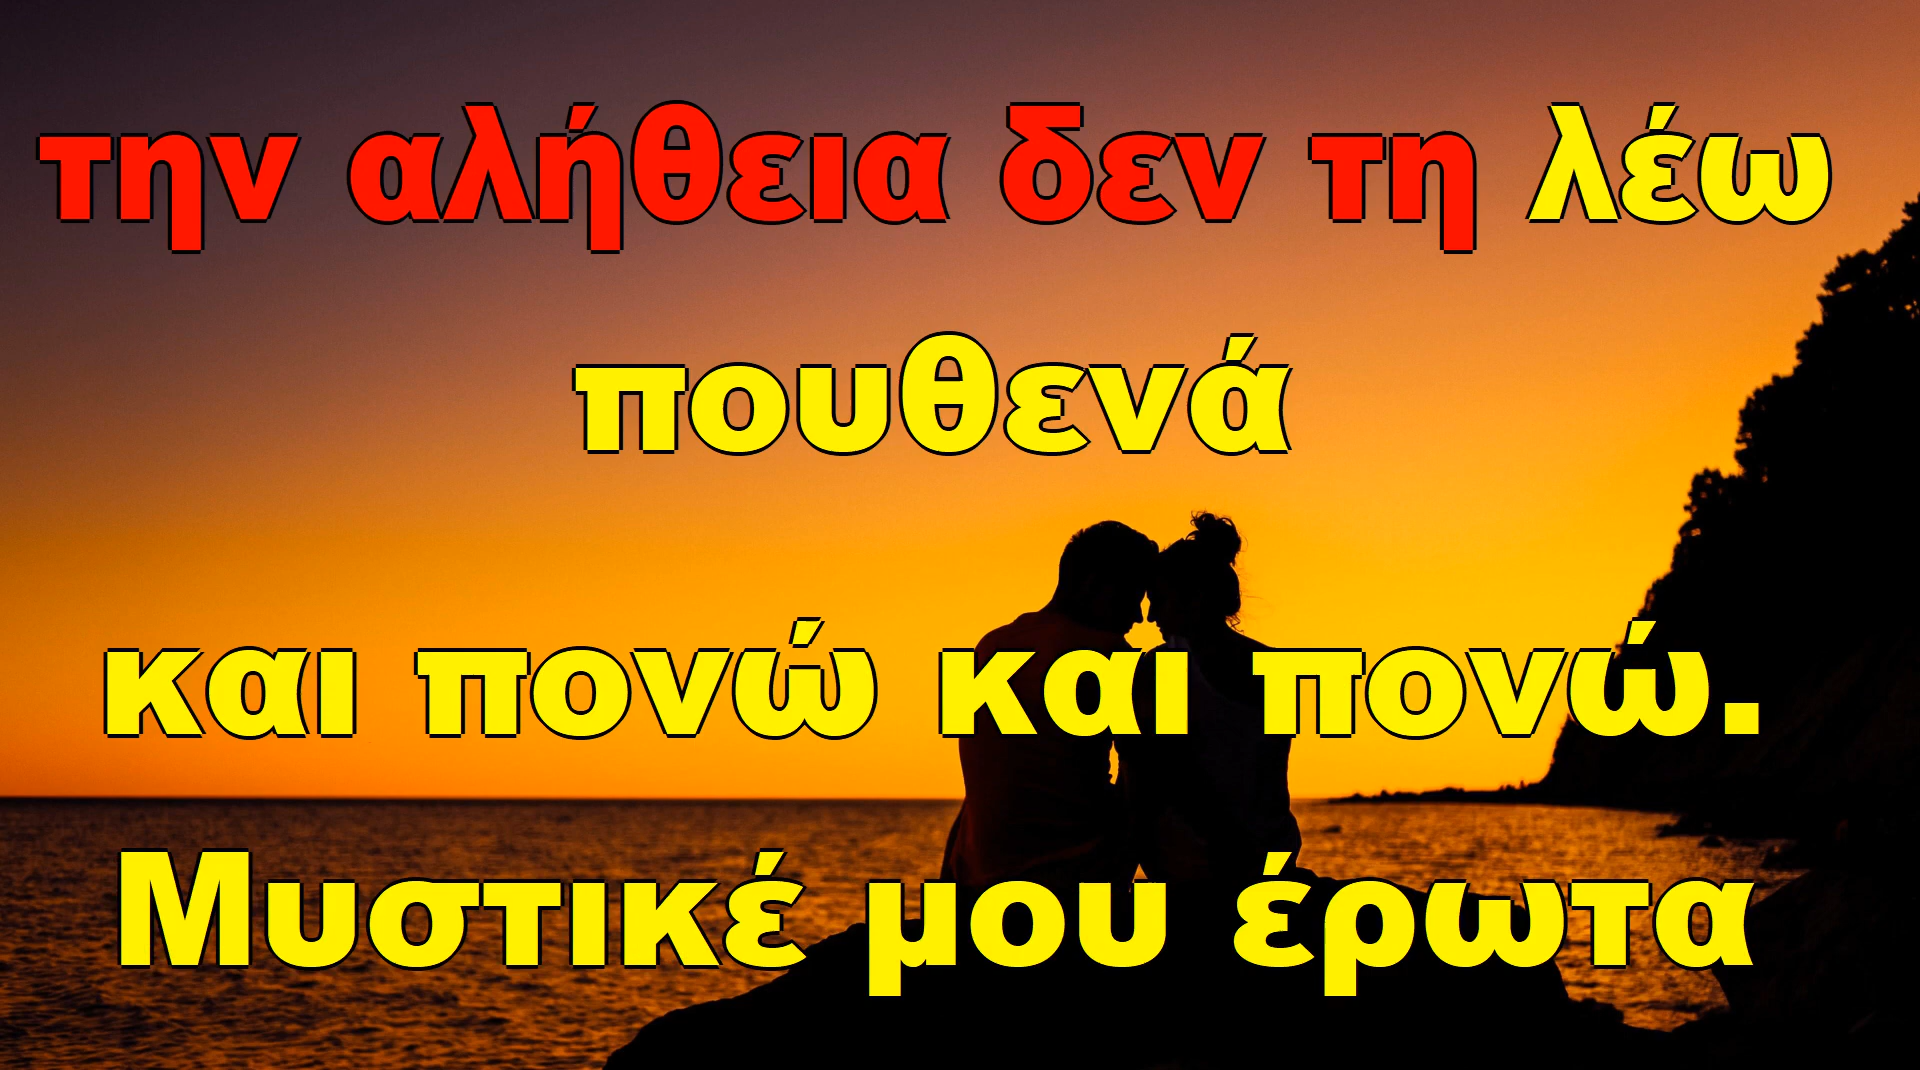 την αλήθεια δεν τη λέω
πουθενά
και πονώ και πονώ.
Μυστικέ μου έρωτα